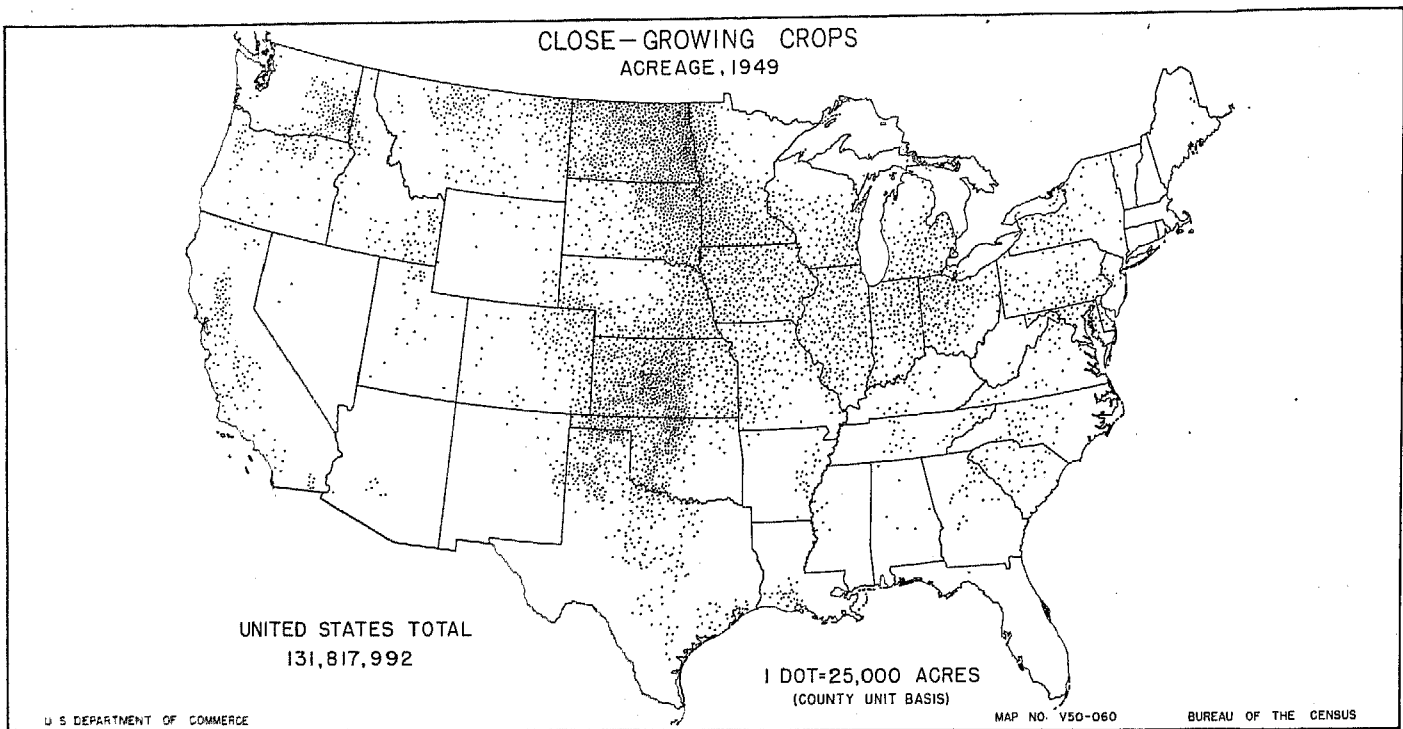 CLOSE-GROWING CROPS
ACREAGE, 1949
UNITED STATES TOTAL
131,817,992
1 DOT=25,000 ACRES
(COUNTY UNIT BASIS)
U S DEPARTMENT OF COMMERCE
MAP NO. V50-060
BUREAU OF THE CENSUS